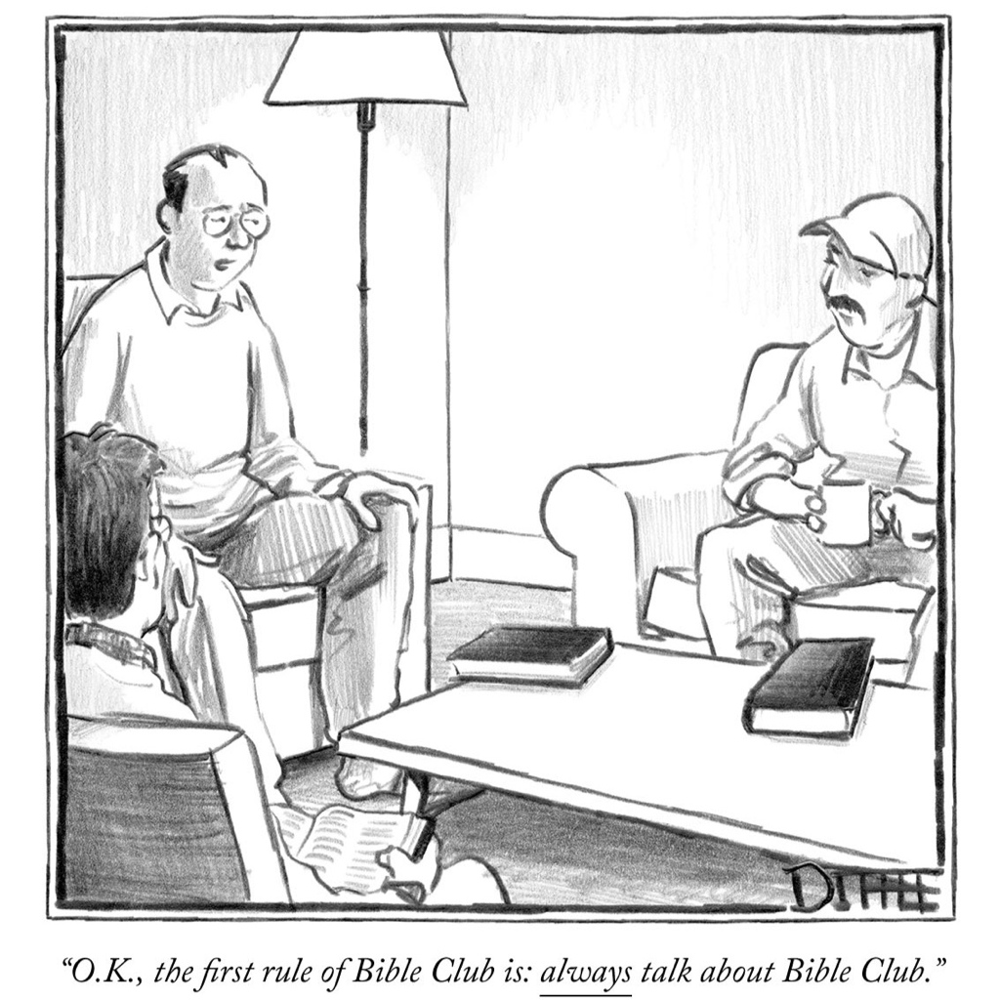 DIFFEE
“O.K., the first rule of Bible Club is: always talk about Bible Club.”